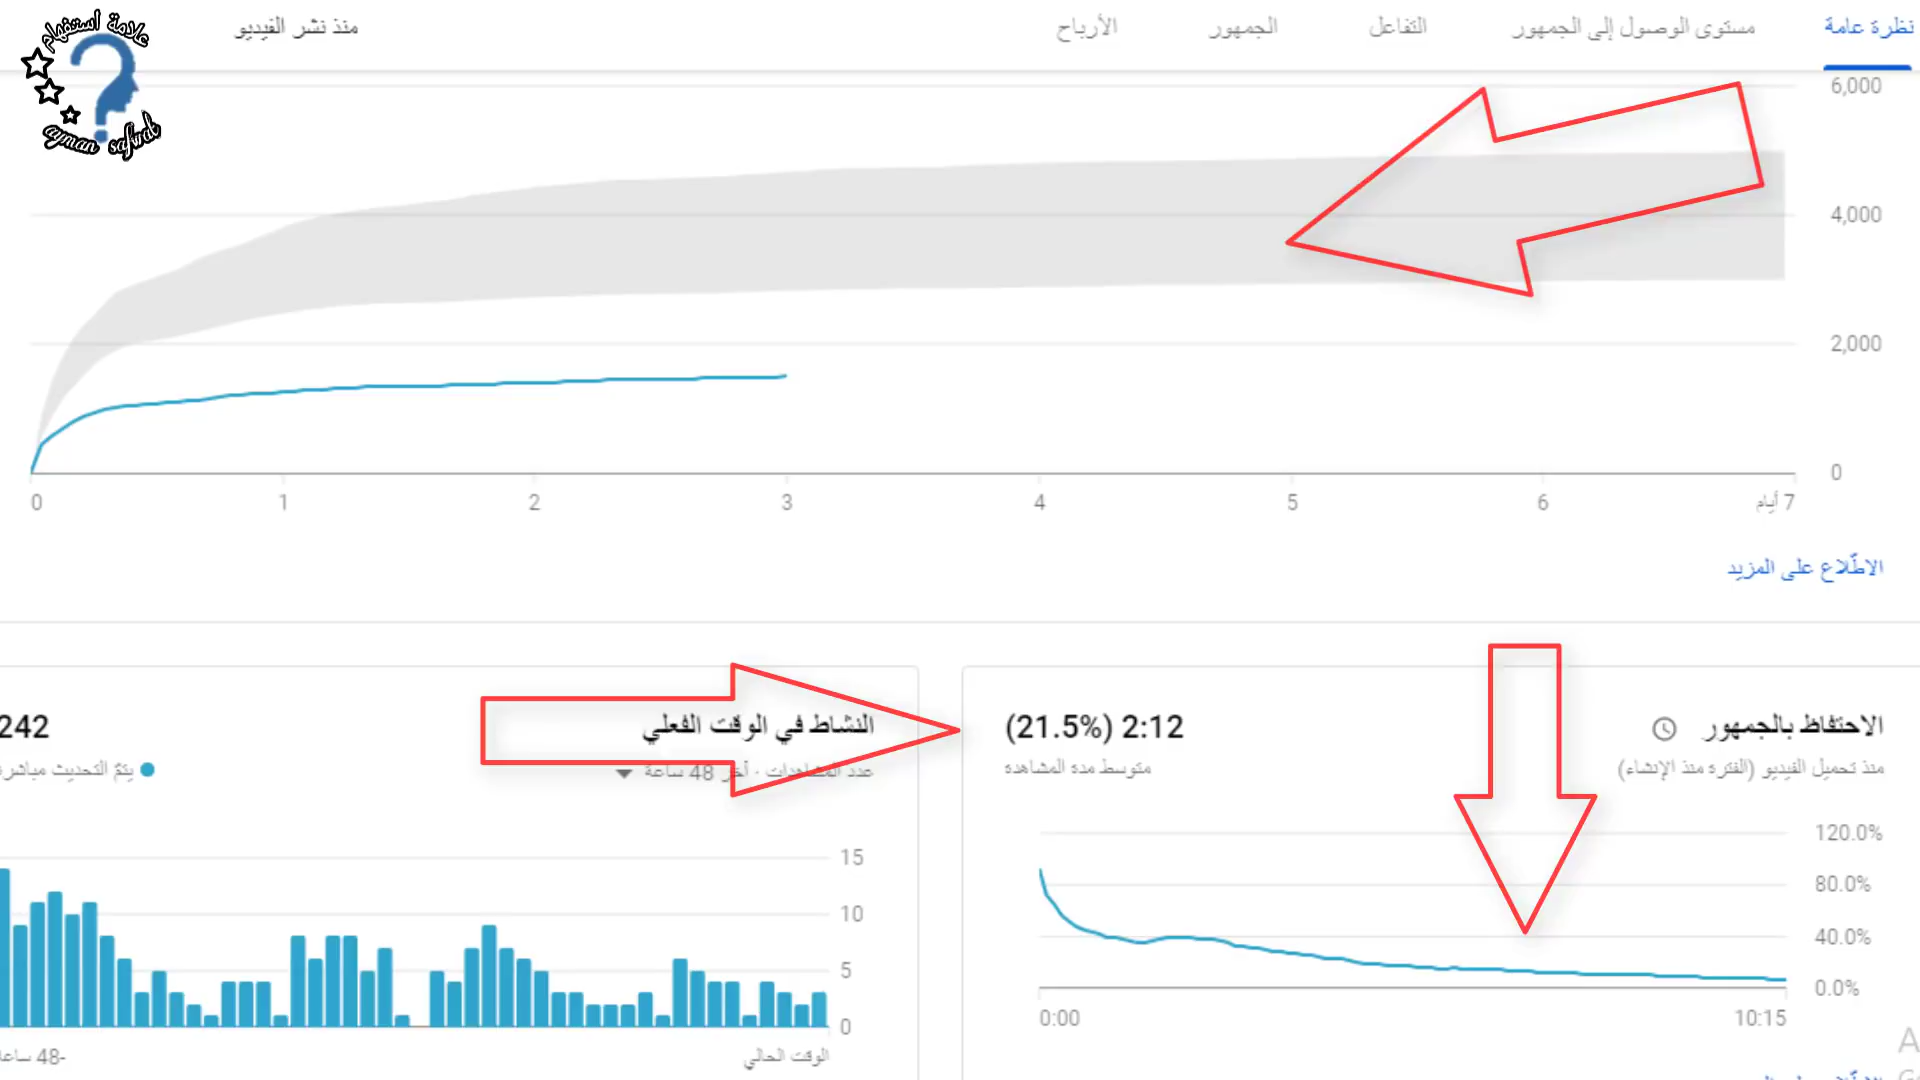 علامة استفهام
ayman safwat
نظرة عامة
مستوى الوصول إلى الجمهور
التفاعل
الجمهور
الأرباح
منذ نشر الفيديو
6,000
4,000
2,000
0
0 1 2 3 4 5 6 7 أيام
الاطّلاع على المزيد
الاحتفاظ بالجمهور
2:12 (21.5%)
منذ تحميل الفيديو (الفترة منذ الإنشاء)
متوسط مدة المشاهدة
120.0%
80.0%
40.0%
0.0%
0:00 10:15
النشاط في الوقت الفعلي
242
عدد المشاهدات · آخر 48 ساعة
يتمّ التحديث مباشرة
15
10
5
0
-48 ساعة
الوقت الحالي